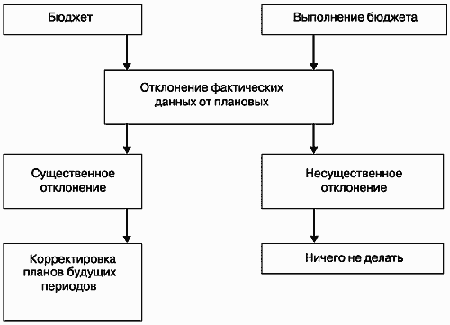 Бюджет
Выполнение бюджета
Отклонение фактических
данных от плановых
Существенное
отклонение
Несущественное
отклонение
Корректировка
планов будущих
периодов
Ничего не делать